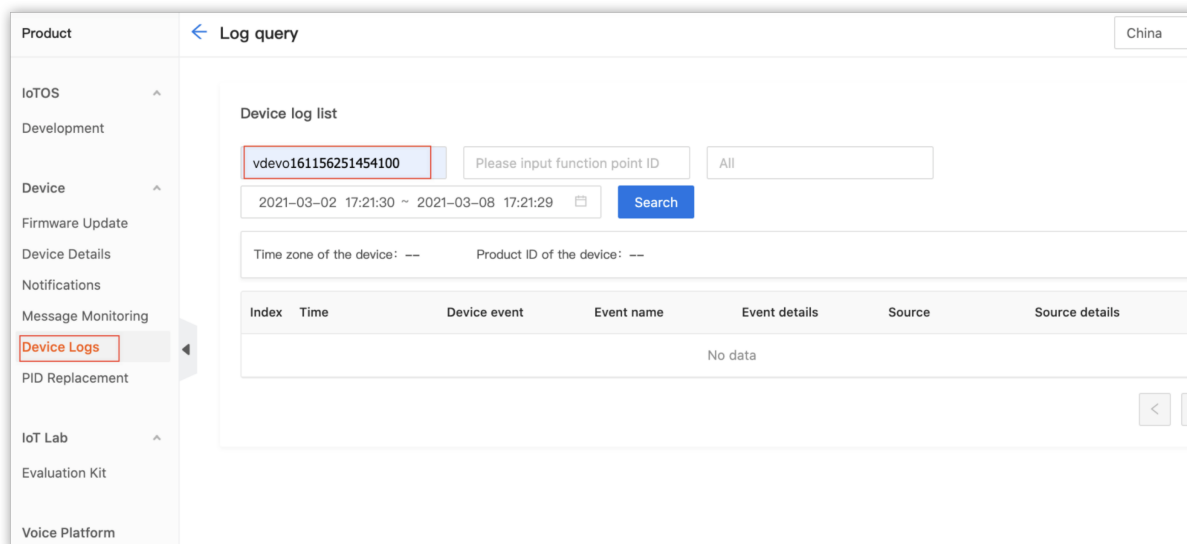 Product
Log query
China
IoTOS
Development
Device
Firmware Update
Device Details
Notifications
Message Monitoring
Device Logs
PID Replacement
IoT Lab
Evaluation Kit
Voice Platform
Device log list
vdevo161156251454100
Please input function point ID
All
2021-03-02 17:21:30 ~ 2021-03-08 17:21:29
Search
Time zone of the device: -- Product ID of the device: --
Index Time Device event Event name Event details Source Source details
No data